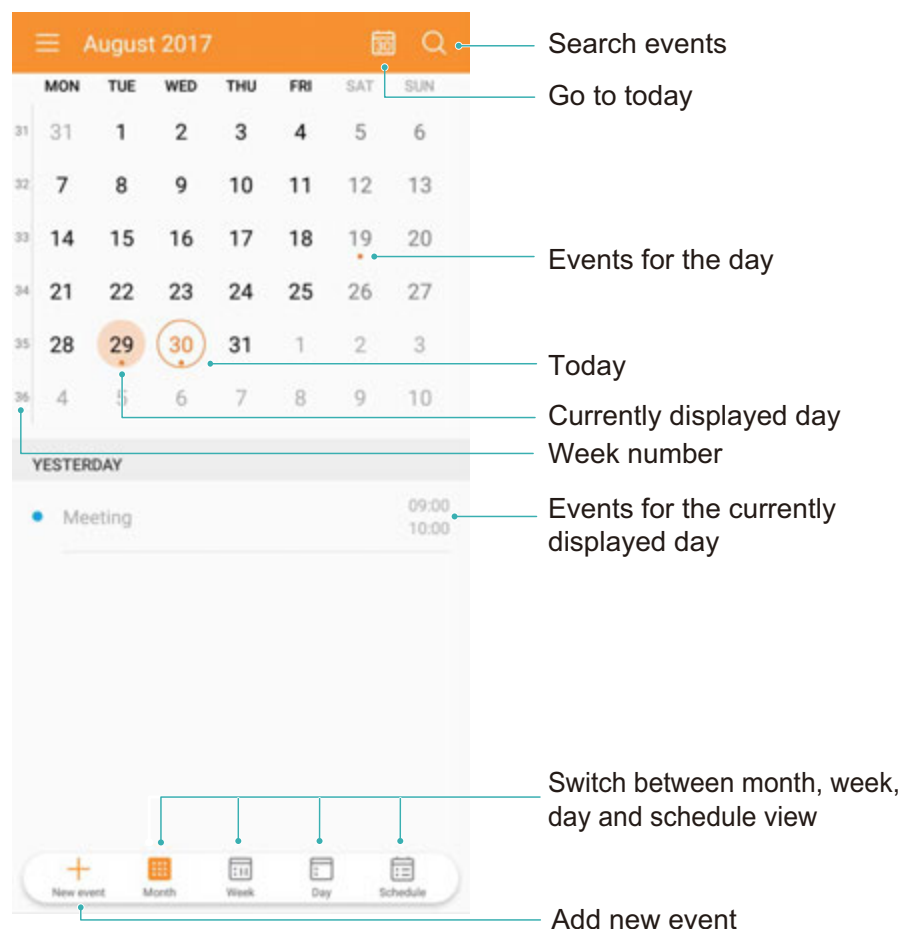 August 2017 30
Search events
Go to today
MON TUE WED THU FRI SAT SUN
31 31 1 2 3 4 5 6
32 7 8 9 10 11 12 13
33 14 15 16 17 18 19 20
Events for the day
34 21 22 23 24 25 26 27
35 28 29 30 31 1 2 3
Today
36 4 5 6 7 8 9 10
Currently displayed day
Week number
YESTERDAY
Meeting
09:00
10:00
Events for the currently
displayed day
Switch between month, week,
day and schedule view
New event Month Week Day Schedule
Add new event